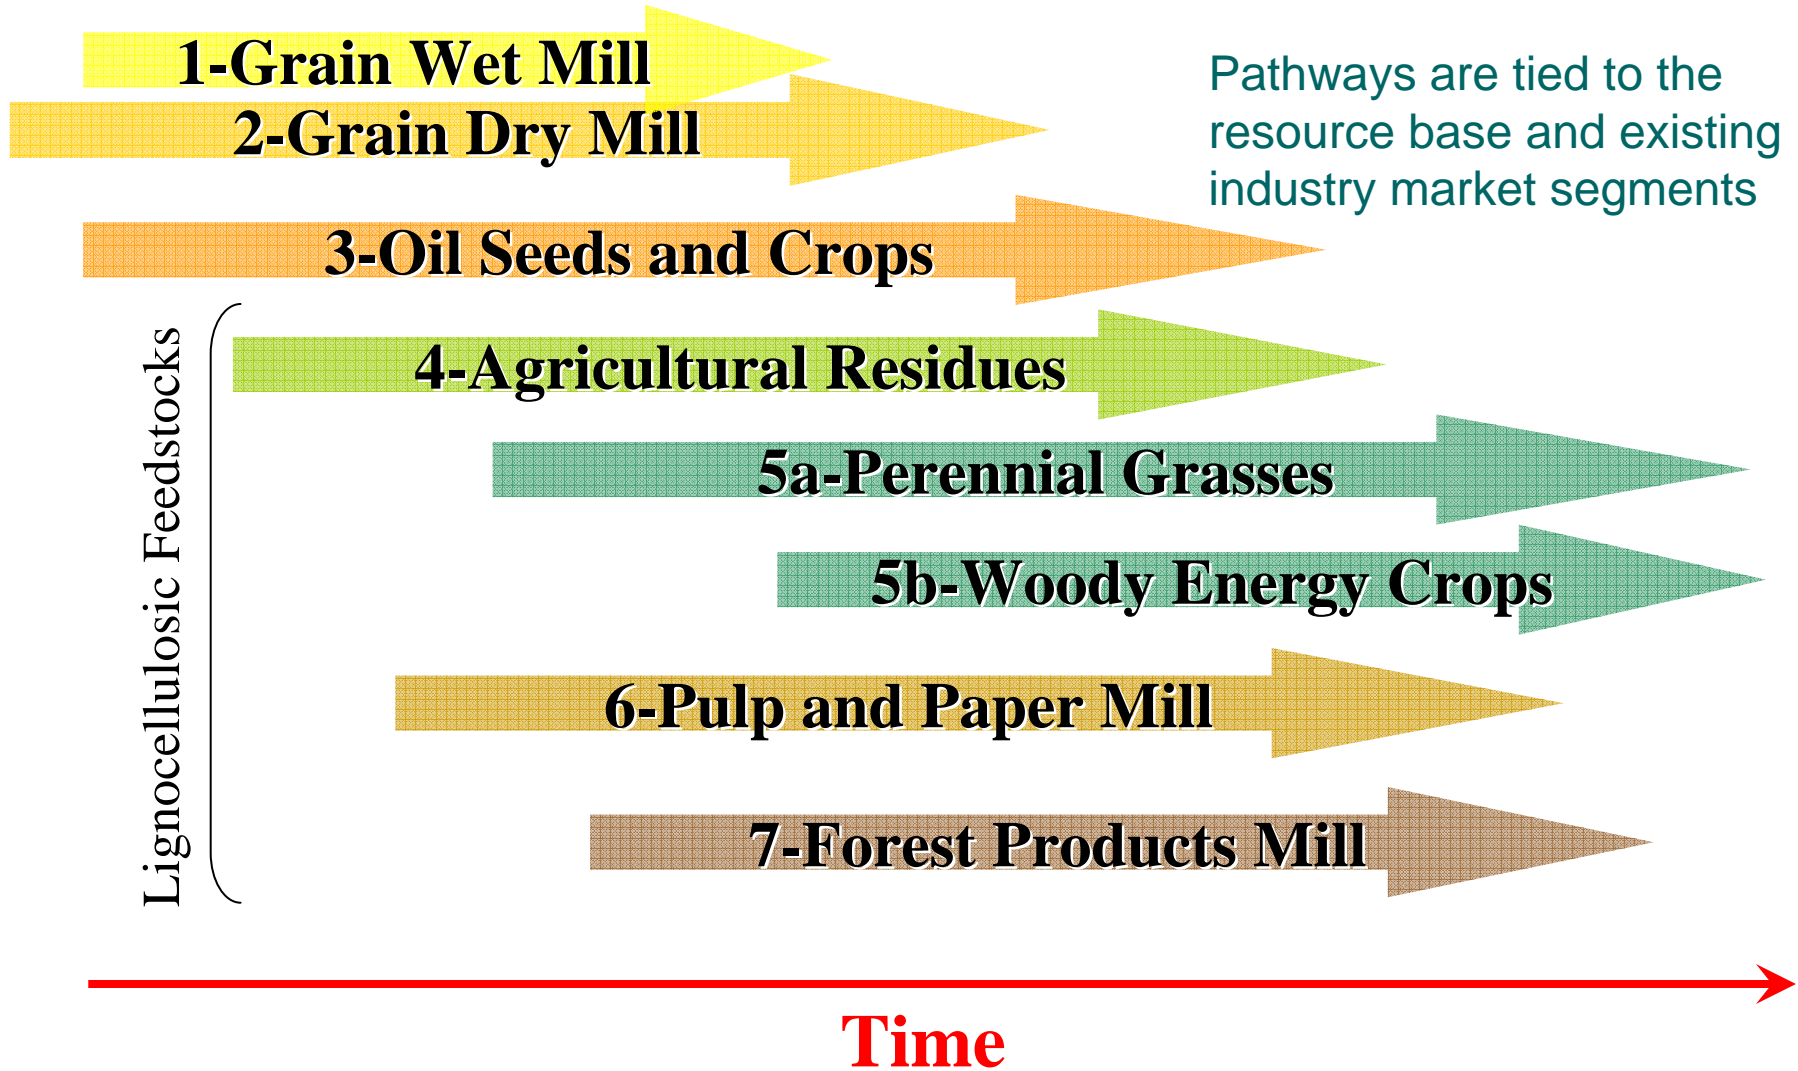 1-Grain Wet Mill
2-Grain Dry Mill
Pathways are tied to the
resource base and existing
industry market segments
3-Oil Seeds and Crops
Lignocellulosic Feedstocks
4-Agricultural Residues
5a-Perennial Grasses
5b-Woody Energy Crops
6-Pulp and Paper Mill
7-Forest Products Mill
Time